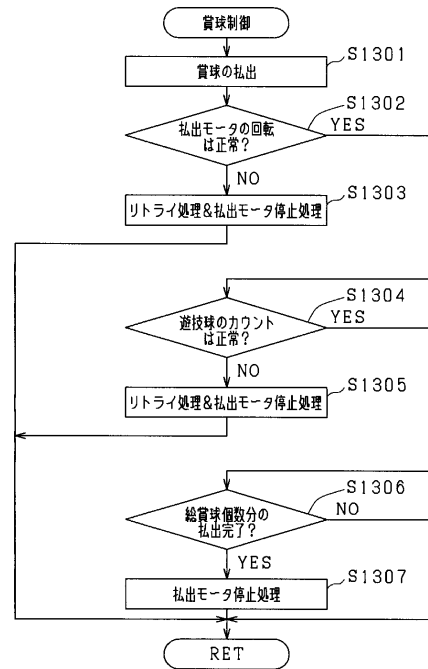 賞球制御
S1301
賞球の払出
S1302
払出モータの回転
は正常?
YES
NO
S1303
リトライ処理&払出モータ停止処理
S1304
遊技球のカウント
は正常?
YES
NO
S1305
リトライ処理&払出モータ停止処理
S1306
総賞球個数分の
払出完了?
NO
YES
S1307
払出モータ停止処理
RET